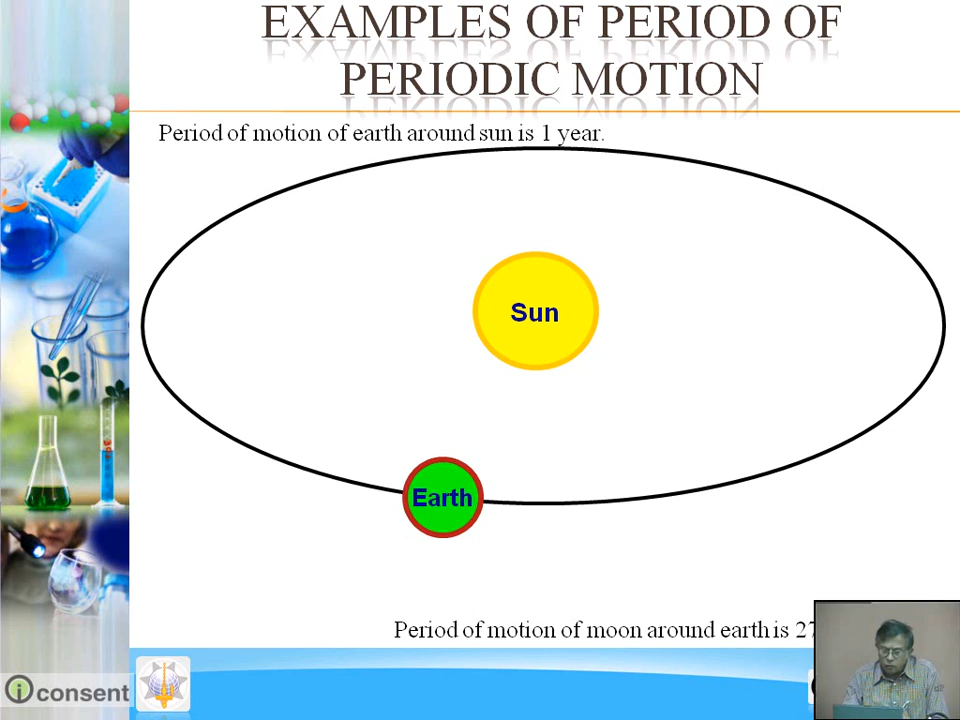 EXAMPLES OF PERIOD OF
PERIODIC MOTION
Period of motion of earth around sun is 1 year.
Sun
Earth
Period of motion of moon around earth is 27
i consent